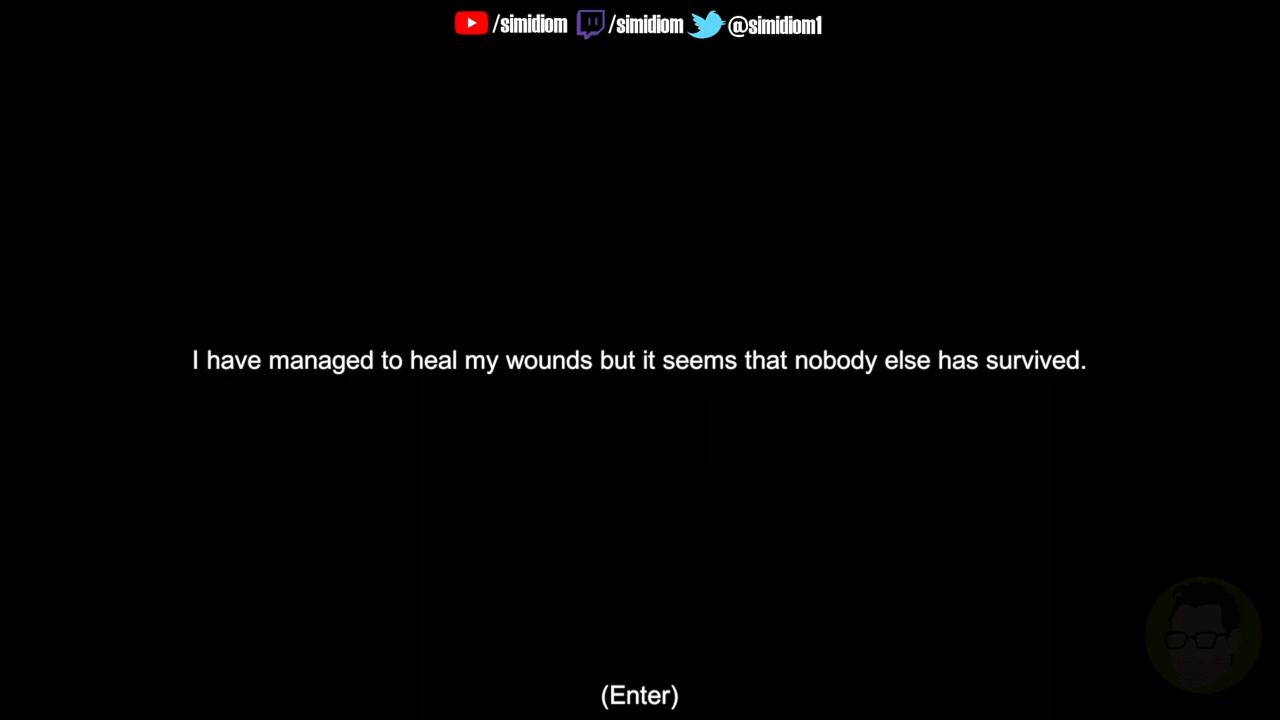 /simidiom /simidiom @simidiom1
I have managed to heal my wounds but it seems that nobody else has survived.
(Enter)